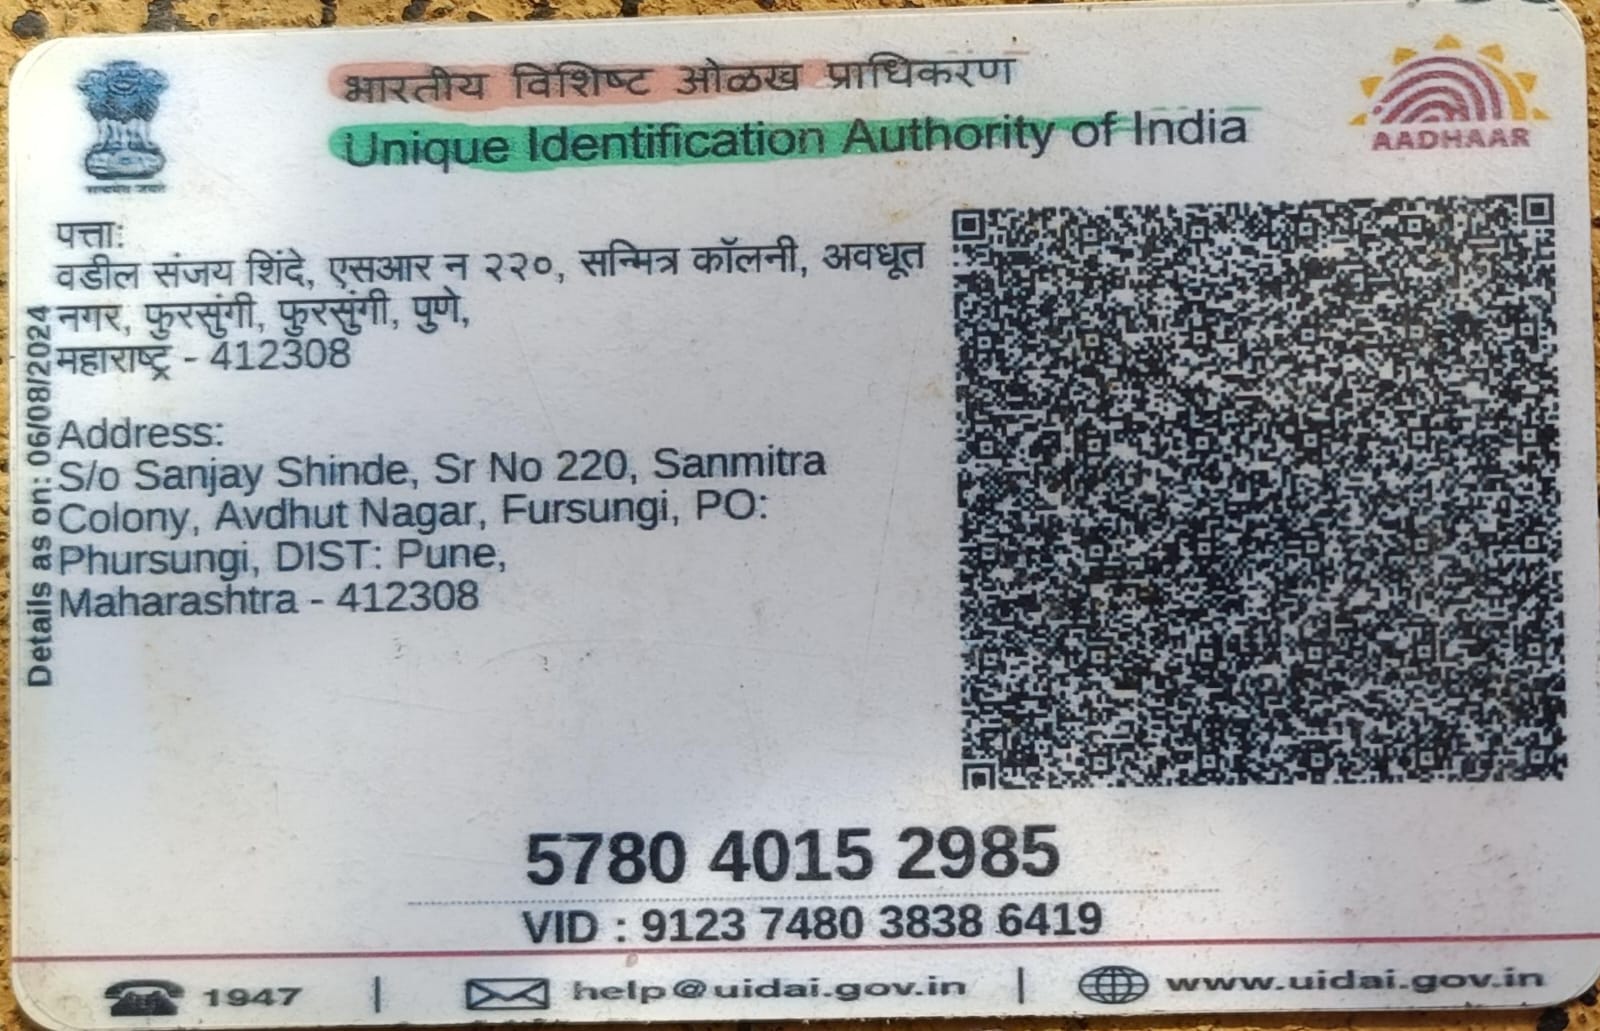 भारतीय विशिष्ट ओळख प्राधिकरण
Unique Identification Authority of India
AADHAAR
सत्यमेव जयते
पत्ता:
वडील संजय शिंदे, एसआर न २२०, सन्मित्र कॉलनी, अवधूत
नगर, फुरसुंगी, फुरसुंगी, पुणे,
महाराष्ट्र - 412308
Address:
S/o Sanjay Shinde, Sr No 220, Sanmitra
Colony, Avdhut Nagar, Fursungi, PO:
Phursungi, DIST: Pune,
Maharashtra - 412308
Details as on: 06/08/2024
5780 4015 2985
VID : 9123 7480 3838 6419
1947 | help@uidai.gov.in | www.uidai.gov.in